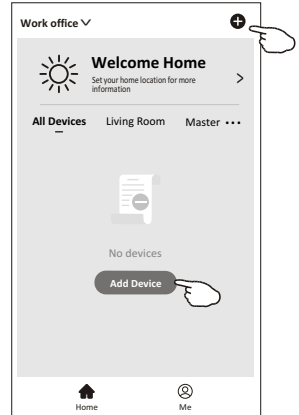 Work office
Welcome Home
Set your home location for more
information
All Devices Living Room Master ...
No devices
Add Device
Home Me